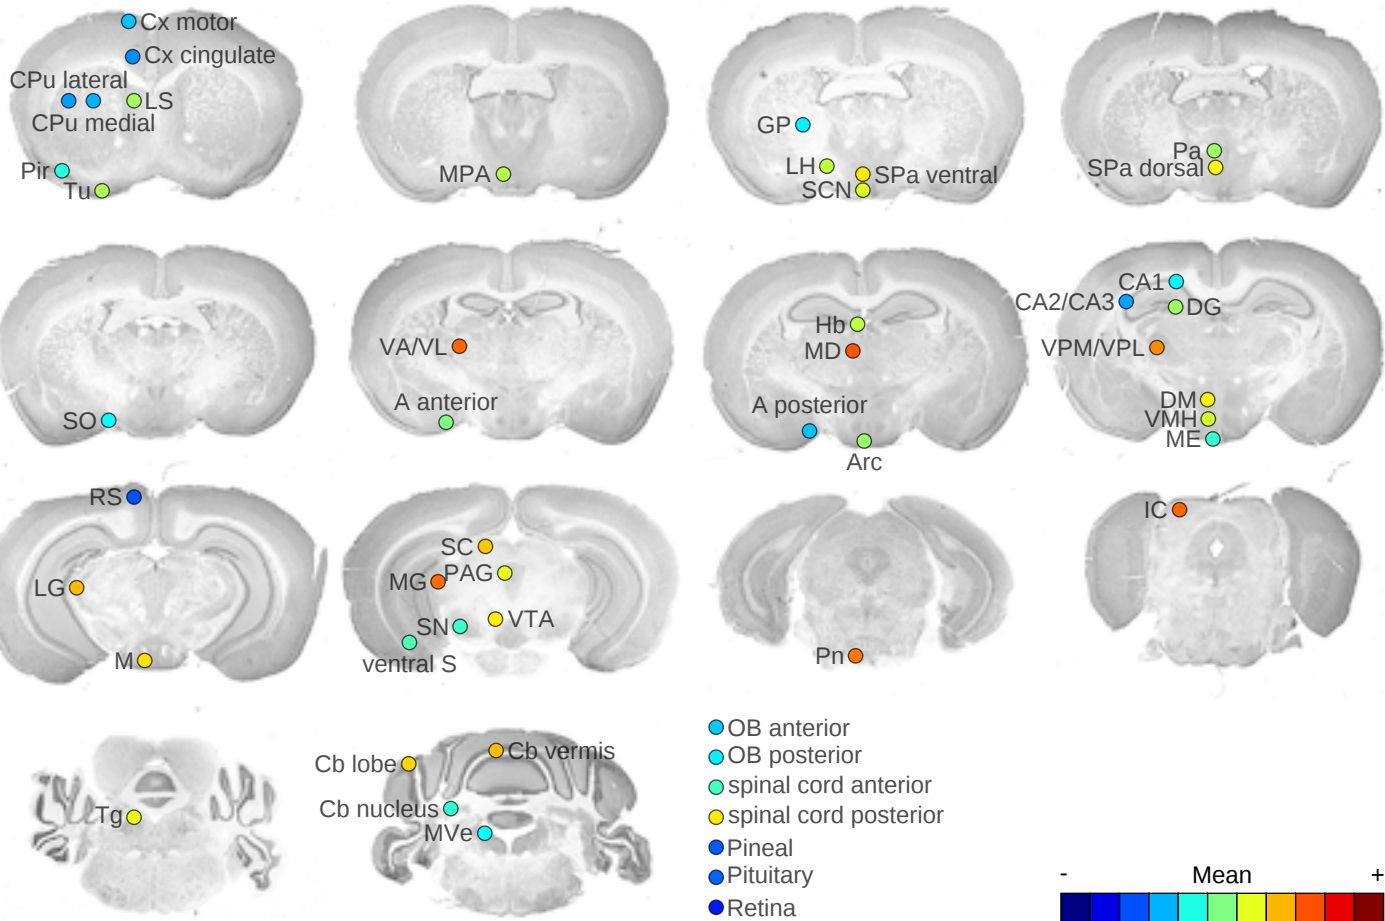 Cx motor
Cx cingulate
CPu lateral
LS
CPu medial
Pir
Tu
MPA
GP
LH
SPa ventral
SCN
Pa
SPa dorsal
SO
VA/VL
A anterior
Hb
MD
A posterior
Arc
CA1
CA2/CA3
DG
VPM/VPL
DM
VMH
ME
RS
LG
M
SC
MG
PAG
SN
VTA
ventral S
Pn
IC
Tg
Cb lobe
Cb vermis
Cb nucleus
MVe
OB anterior
OB posterior
spinal cord anterior
spinal cord posterior
Pineal
Pituitary
Retina
- Mean +